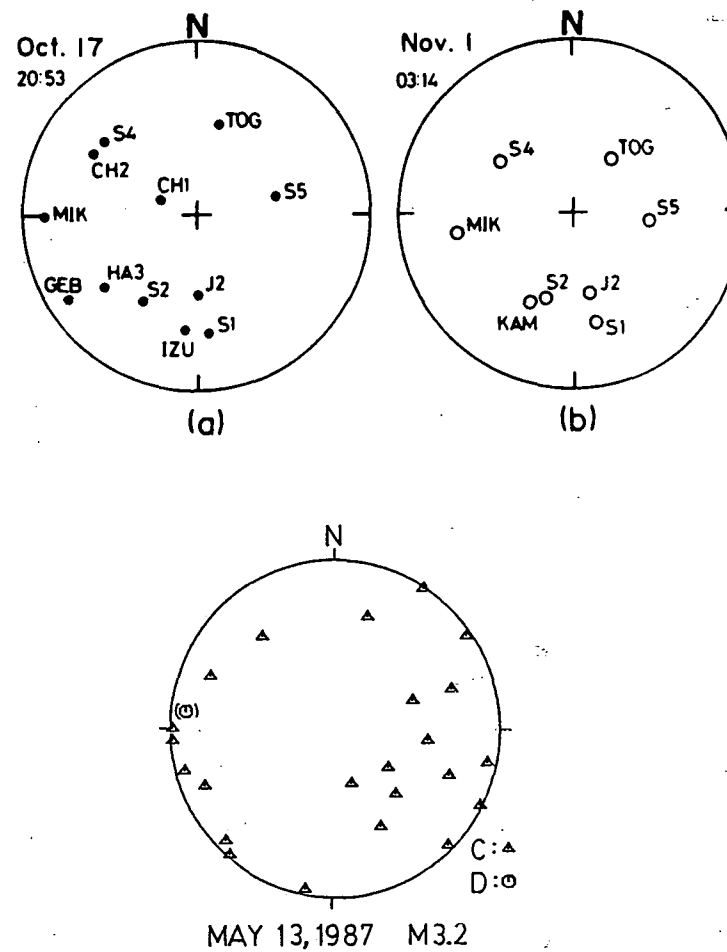 N
Oct. 17
20:53
TOG
S4
CH2
CH1
S5
MIK
GEB
HA3
S2
J2
IZU
S1
(a)
N
Nov. 1
03:14
S4
TOG
MIK
S5
S2
J2
KAM
S1
(b)
N
C:
D:
MAY 13, 1987 M3.2